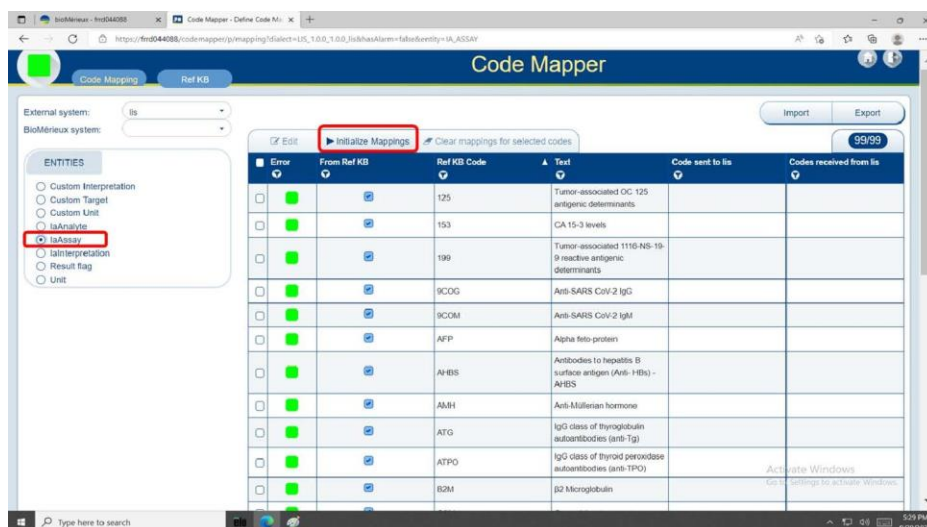 bioMérieux - frrd044088
Code Mapper - Define Code Ma
https://frrd044088/codemapper/p/mapping?dialect=LIS_1.0.0_1.0.0_lis&hasAlarm=false&entity=IA_ASSAY
Code Mapper
Code Mapping
Ref KB
External system:
lis
BioMérieux system:
Import
Export
Edit
Initialize Mappings
Clear mappings for selected codes
99/99
ENTITIES
Custom Interpretation
Custom Target
Custom Unit
IaAnalyte
IaAssay
IaInterpretation
Result flag
Unit
Error From Ref KB Ref KB Code Text Code sent to lis Codes received from lis
125 Tumor-associated OC 125
antigenic determinants
153 CA 15-3 levels
199 Tumor-associated 1116-NS-19-
9 reactive antigenic
determinants
9COG Anti-SARS CoV-2 IgG
9COM Anti-SARS CoV-2 IgM
AFP Alpha feto-protein
AHBS Antibodies to hepatitis B
surface antigen (Anti- HBs) -
AHBS
AMH Anti-Müllerian hormone
ATG IgG class of thyroglobulin
autoantibodies (anti-Tg)
ATPO IgG class of thyroid peroxidase
autoantibodies (anti-TPO)
B2M β2 Microglobulin
Activate Windows
Go to Settings to activate Windows.
Type here to search
5:29 PM